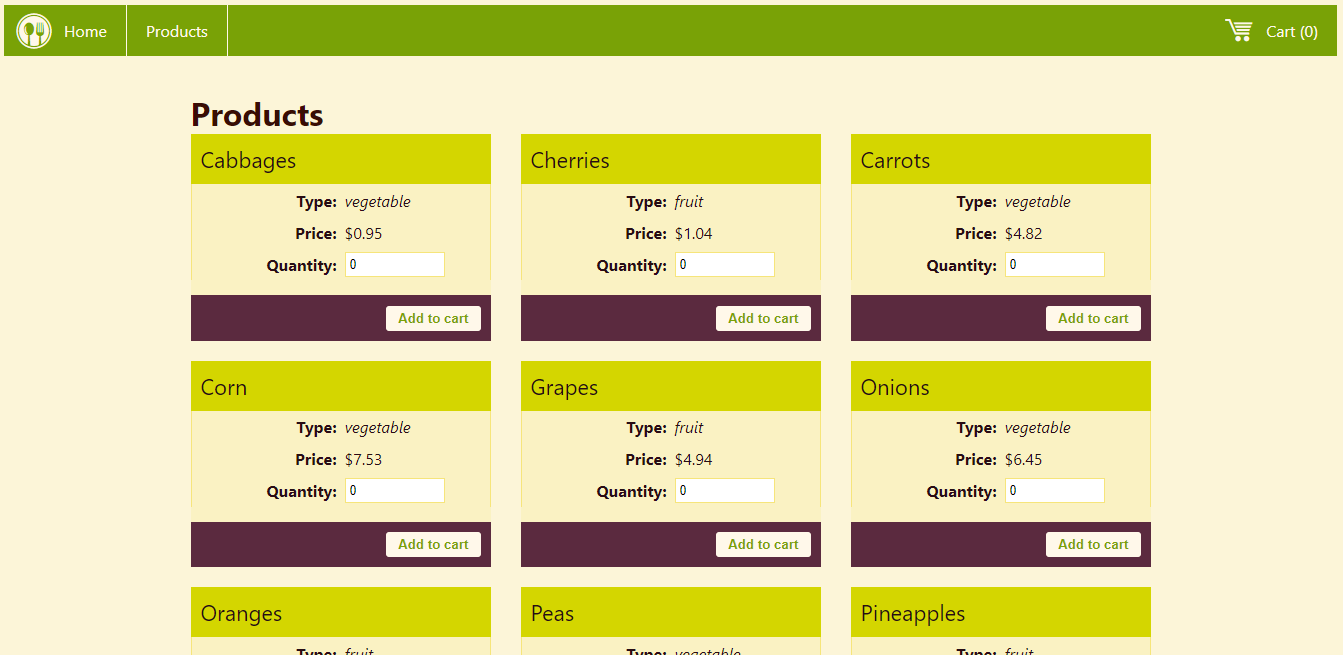 Home Products Cart (0)
Products
Cabbages Cherries Carrots
Type: vegetable Type: fruit Type: vegetable
Price: $0.95 Price: $1.04 Price: $4.82
Quantity: 0 Quantity: 0 Quantity: 0
Add to cart Add to cart Add to cart
Corn Grapes Onions
Type: vegetable Type: fruit Type: vegetable
Price: $7.53 Price: $4.94 Price: $6.45
Quantity: 0 Quantity: 0 Quantity: 0
Add to cart Add to cart Add to cart
Oranges Peas Pineapples
Type: fruit Type: vegetable Type: fruit